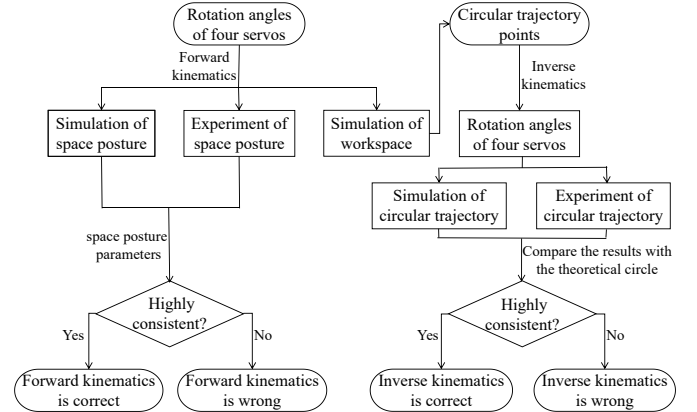 Rotation angles
of four servos
Forward
kinematics
Simulation of
space posture
Experiment of
space posture
Simulation of
workspace
space posture
parameters
Highly
consistent?
Yes
No
Forward kinematics
is correct
Forward kinematics
is wrong
Circular trajectory
points
Inverse
kinematics
Rotation angles
of four servos
Simulation of
circular trajectory
Experiment of
circular trajectory
Compare the results with
the theoretical circle
Highly
consistent?
Yes
No
Inverse kinematics
is correct
Inverse kinematics
is wrong